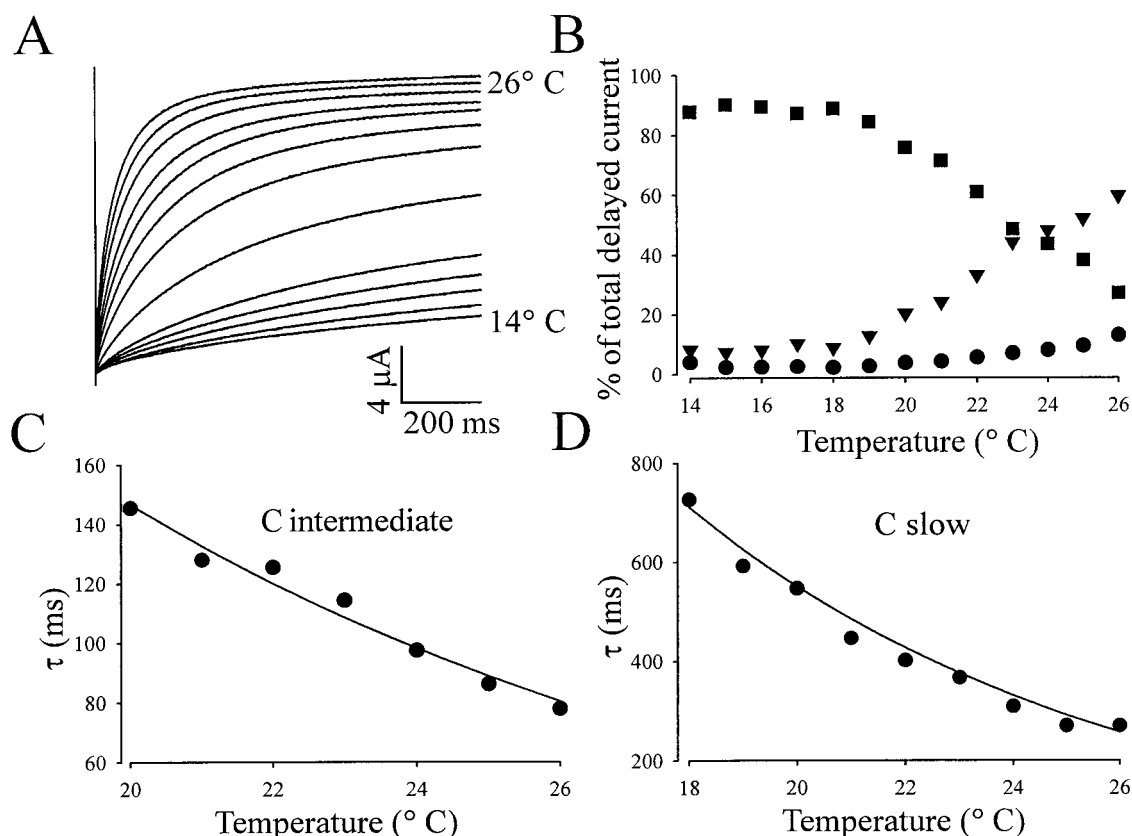 A
26° C
14° C
4 µA
200 ms
B
% of total delayed current
100
80
60
40
20
0
14 16 18 20 22 24 26
Temperature (° C)
C
C intermediate
τ (ms)
160
140
120
100
80
60
20 22 24 26
Temperature (° C)
D
C slow
τ (ms)
800
600
400
200
18 20 22 24 26
Temperature (° C)